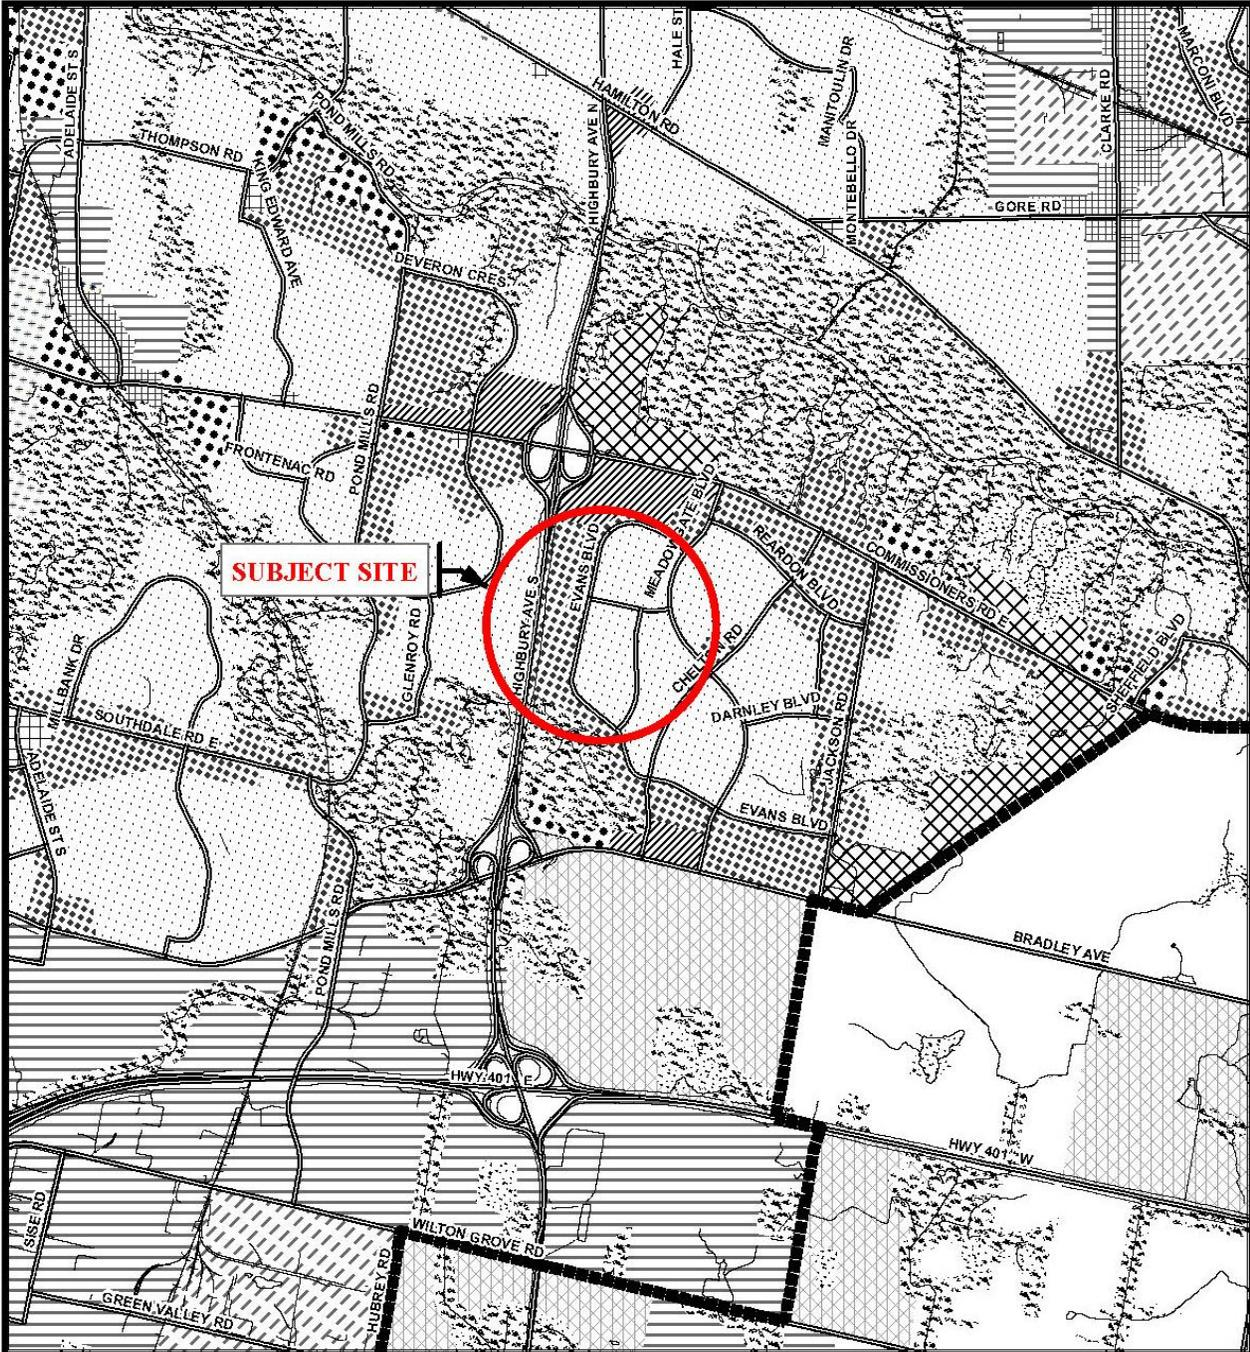 ADELAIDE ST S
HALE ST
HAMILTON RD
MANITOULIN DR
CLARKE RD
MARCONI BLVD
POND MILLS RD
THOMPSON RD
KING EDWARD AVE
HIGHBURY AVE N
MONTEBELLO DR
GORE RD
DEVERON CRES
FRONTENAC RD
POND MILLS RD
MEADOWGATE BLVD
EVANS BLVD
REARDON BLVD
COMMISSIONERS RD E
SUBJECT SITE
HIGHBURY AVE S
GLENROY RD
CHELTON RD
SHEFFIELD BLVD
MILLBANK DR
SOUTHDALE RD E
DARNLEY BLVD
JACKSON RD
ADELAIDE ST S
EVANS BLVD
POND MILLS RD
BRADLEY AVE
HWY 401 E
HWY 401 W
SISE RD
WILTON GROVE RD
HUBREY RD
GREEN VALLEY RD